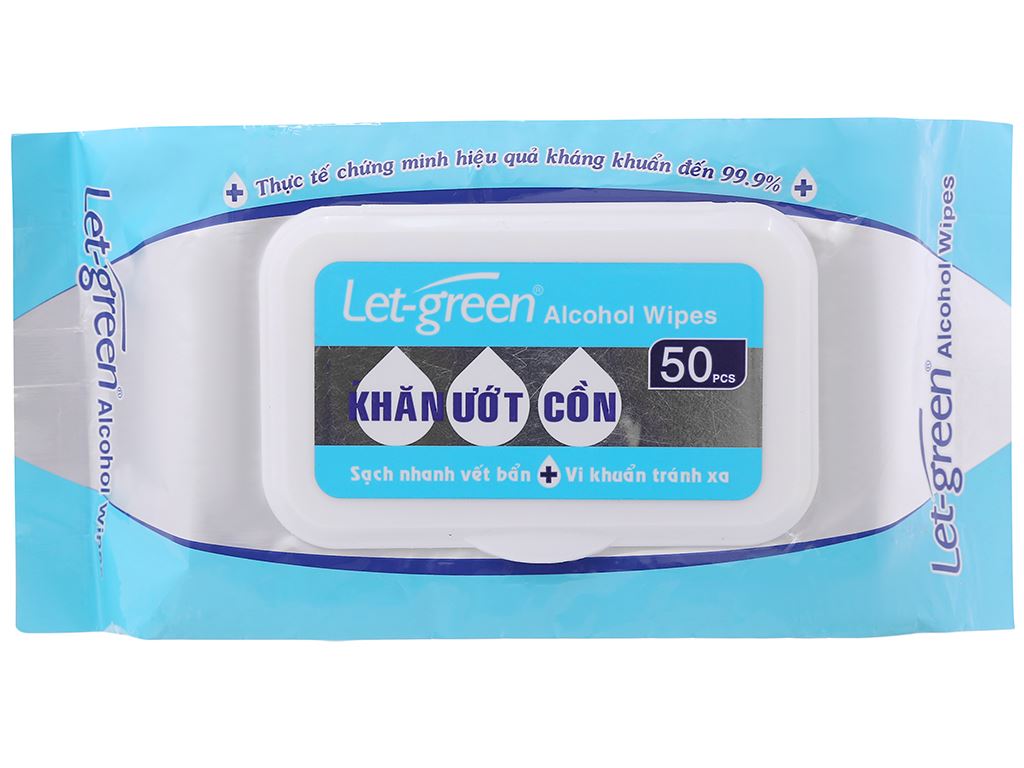 Thực tế chứng minh hiệu quả kháng khuẩn đến 99.9%
Let-green® Alcohol Wipes
Let-green® Alcohol Wipes
50 PCS
KHĂN ƯỚT CỒN
Sạch nhanh vết bẩn + Vi khuẩn tránh xa
Let-green® Alcohol Wipes